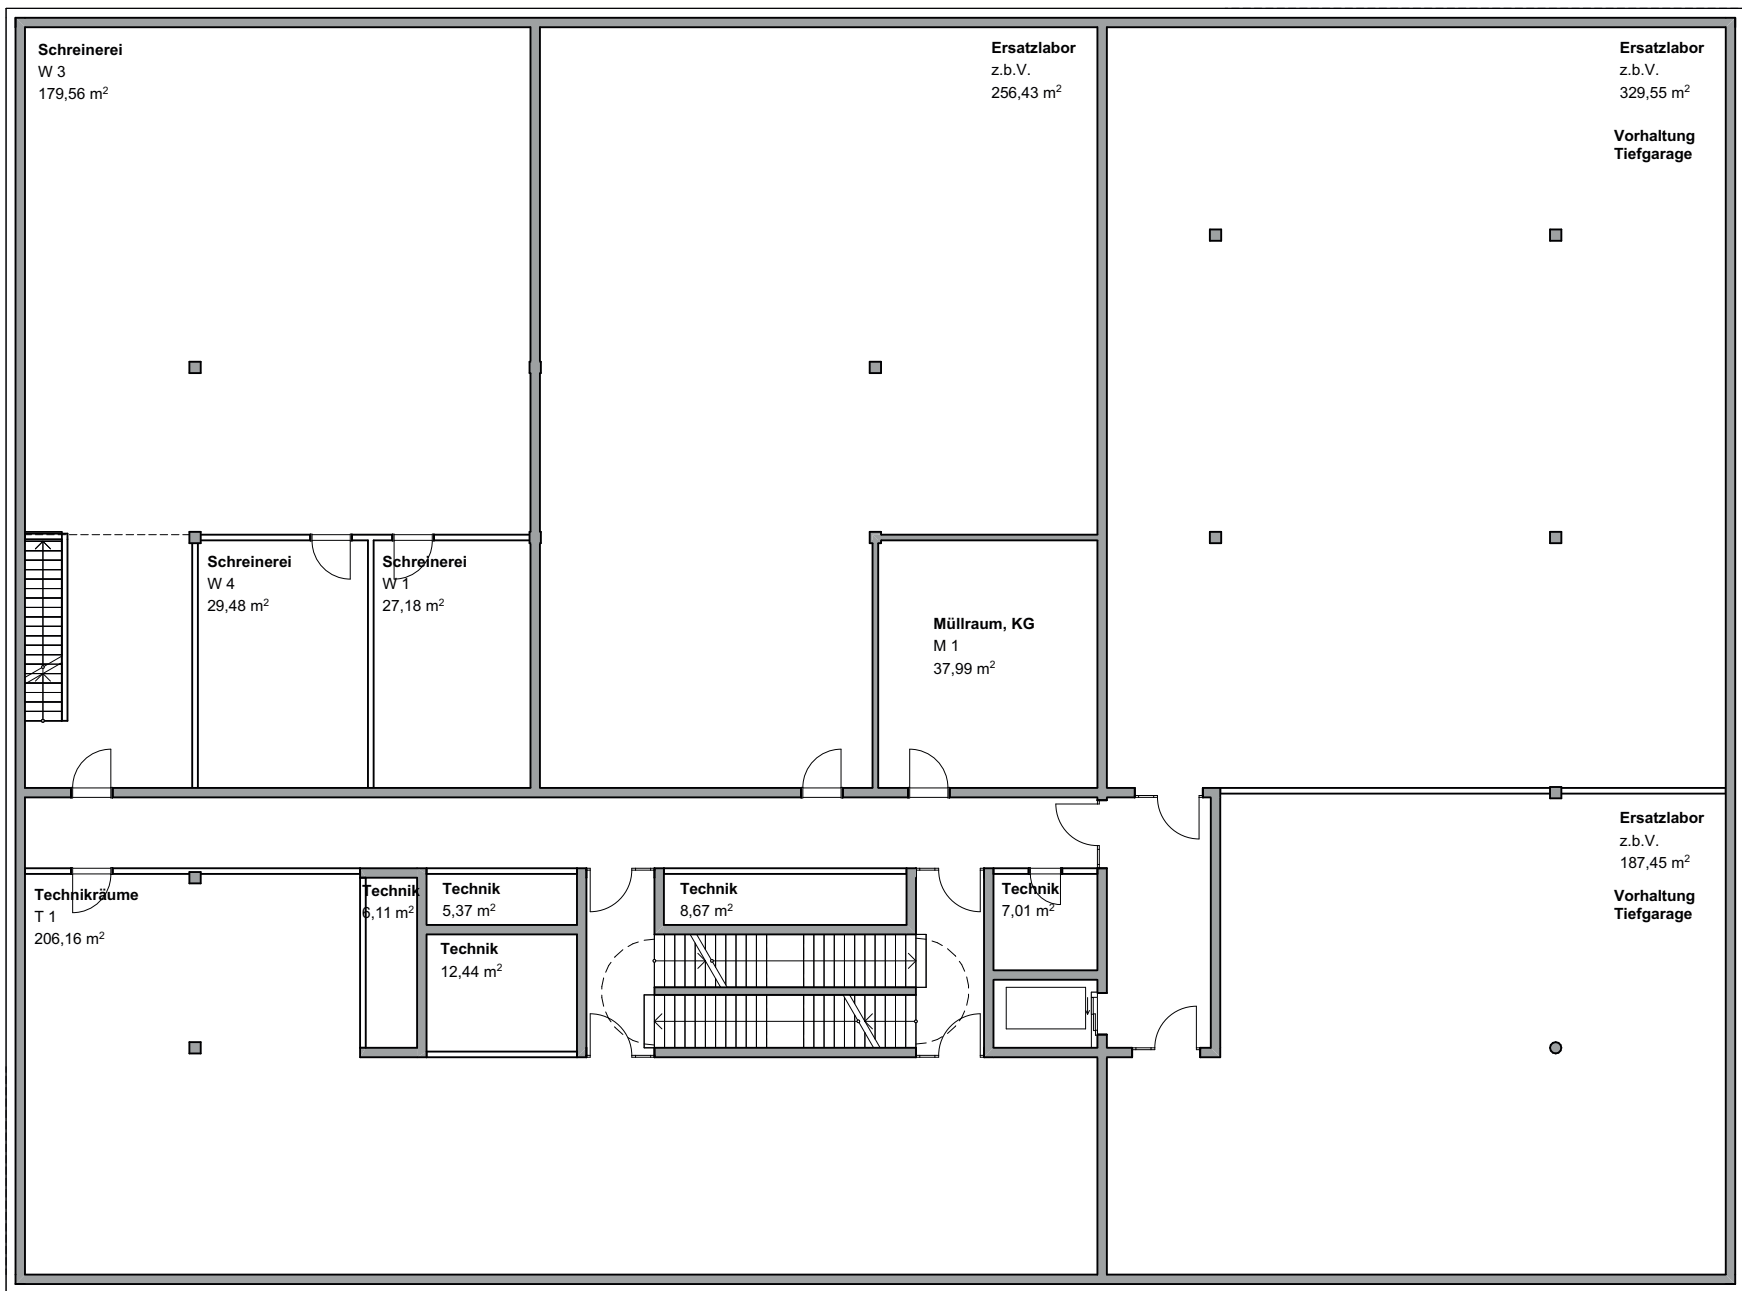 Schreinerei
W 3
179,56 m²
Ersatzlabor
z.b.V.
256,43 m²
Ersatzlabor
z.b.V.
329,55 m²
Vorhaltung
Tiefgarage
Schreinerei
W 4
29,48 m²
Schreinerei
W 1
27,18 m²
Müllraum, KG
M 1
37,99 m²
Ersatzlabor
z.b.V.
187,45 m²
Vorhaltung
Tiefgarage
Technikräume
T 1
206,16 m²
Technik
6,11 m²
Technik
5,37 m²
Technik
12,44 m²
Technik
8,67 m²
Technik
7,01 m²